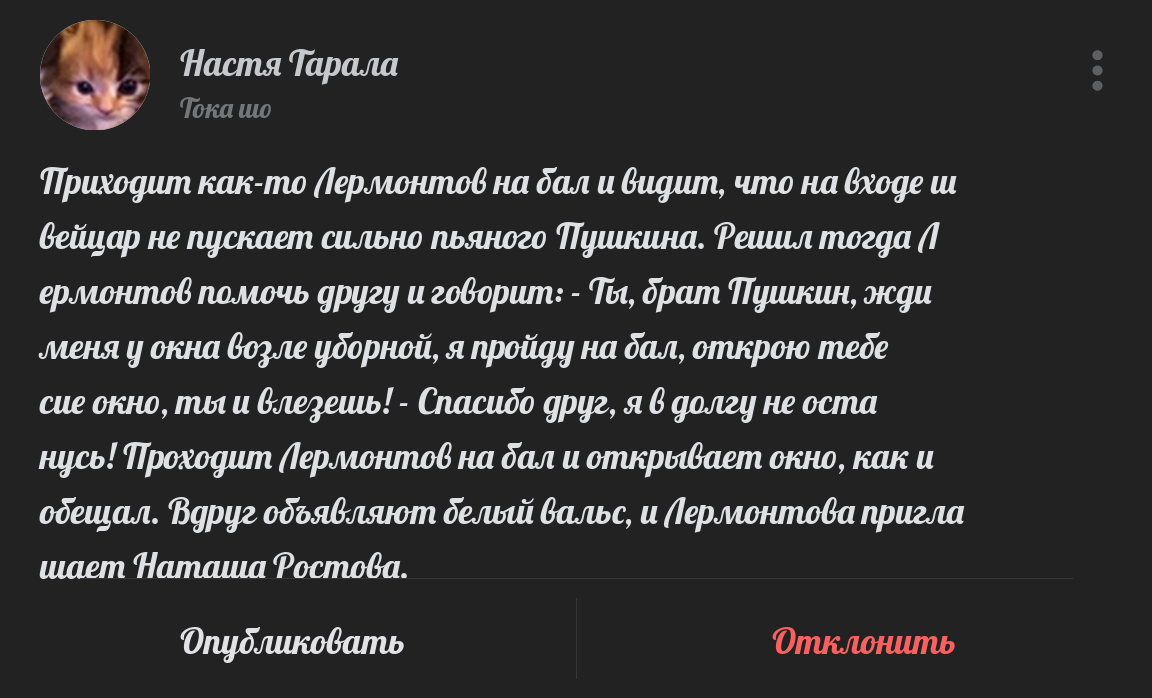 Настя Тарала
Тока шо
Приходит как-то Лермонтов на бал и видит, что на входе ш
вейцар не пускает сильно пьяного Пушкина. Решил тогда Л
ермонтов помочь другу и говорит: - Ты, брат Пушкин, жди
меня у окна возле уборной, я пройду на бал, открою тебе
сие окно, ты и влезешь! - Спасибо друг, я в долгу не оста
нусь! Проходит Лермонтов на бал и открывает окно, как и
обещал. Вдруг объявляют белый вальс, и Лермонтова пригла
шает Наташа Ростова.
Опубликовать
Отклонить